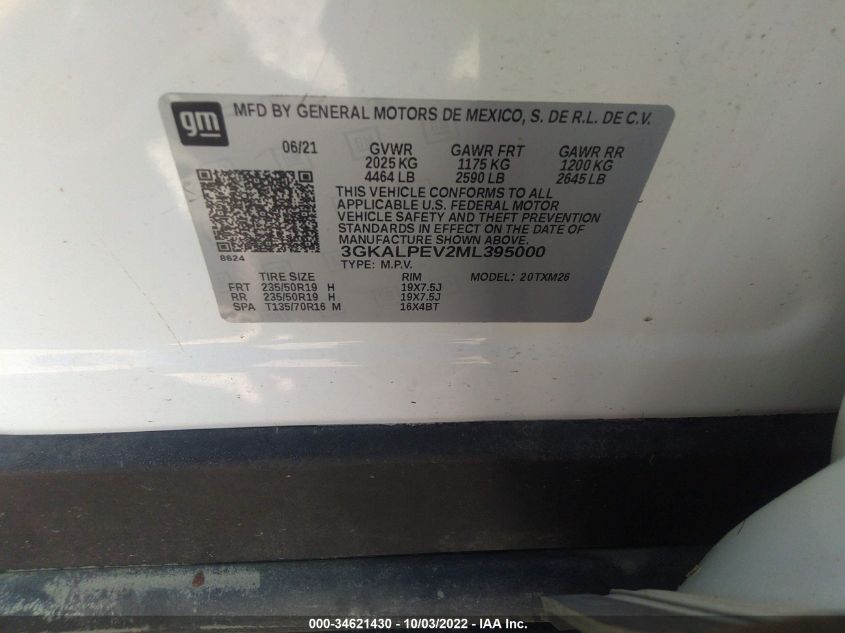 gm
MFD BY GENERAL MOTORS DE MEXICO, S. DE R.L. DE C.V.
06/21 GVWR GAWR FRT GAWR RR
2025 KG 1175 KG 1200 KG
4464 LB 2590 LB 2645 LB
THIS VEHICLE CONFORMS TO ALL
APPLICABLE U.S. FEDERAL MOTOR
VEHICLE SAFETY AND THEFT PREVENTION
STANDARDS IN EFFECT ON THE DATE OF
MANUFACTURE SHOWN ABOVE.
8624
3GKALPEV2ML395000
TYPE: M.P.V. MODEL: 20TXM26
TIRE SIZE RIM
FRT 235/50R19 H 19X7.5J
RR 235/50R19 H 19X7.5J
SPA T135/70R16 M 16X4BT
000-34621430 - 10/03/2022 - IAA Inc.